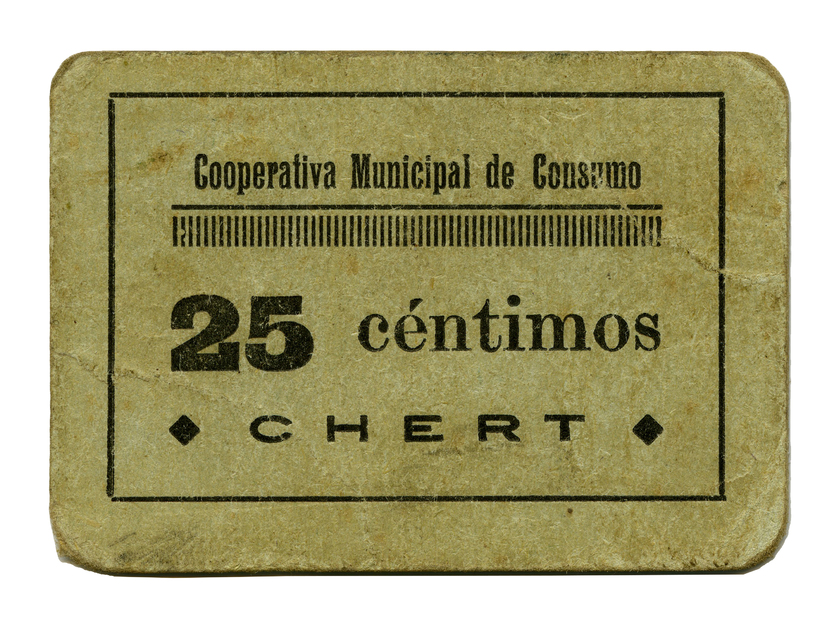 Cooperativa Municipal de Consumo
25 céntimos
CHERT